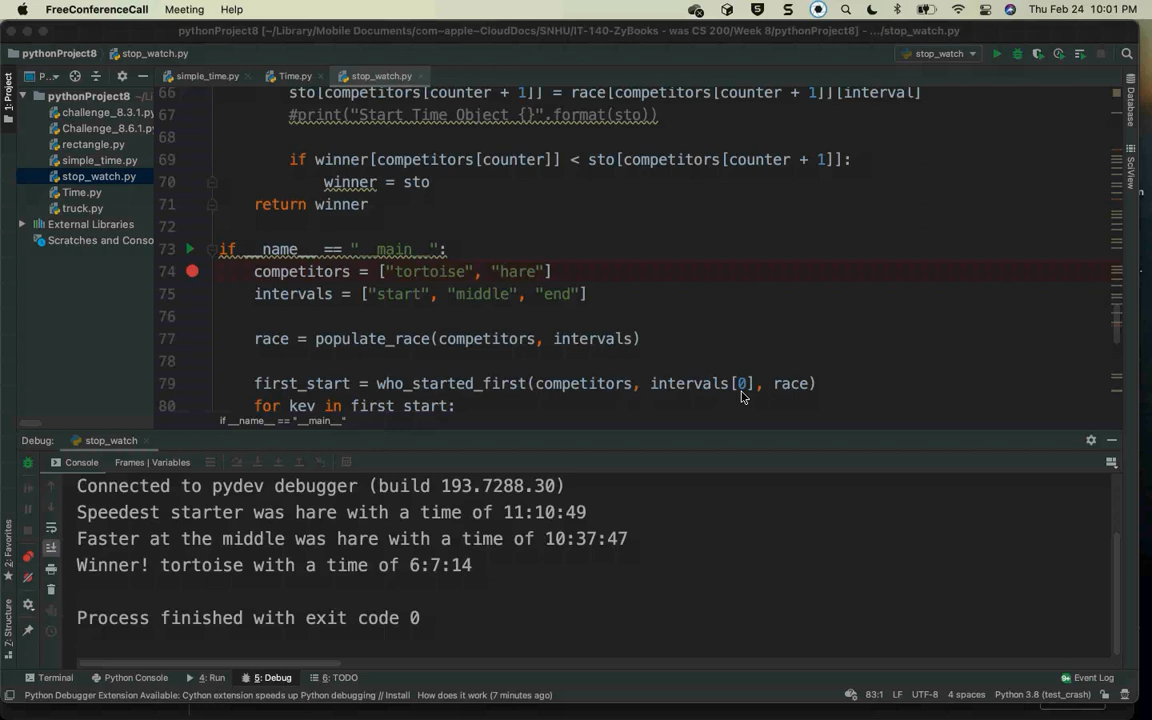 FreeConferenceCall Meeting Help Thu Feb 24 10:01 PM
pythonProject8 [~/Library/Mobile Documents/com~apple~CloudDocs/SNHU/IT-140-ZyBooks - was CS 200/Week 8/pythonProject8] - .../stop_watch.py
pythonProject8 stop_watch.py stop_watch
P... simple_time.py Time.py stop_watch.py
1: Project
pythonProject8 ~/Li
challenge_8.3.1.py
Challenge_8.6.1.py
rectangle.py
simple_time.py
stop_watch.py
Time.py
truck.py
External Libraries
Scratches and Conso
66 sto[competitors[counter + 1]] = race[competitors[counter + 1]][interval]
67 #print("Start Time Object {}".format(sto))
68
69 if winner[competitors[counter]] < sto[competitors[counter + 1]]:
70 winner = sto
71 return winner
72
73 if __name__ == "__main__":
74 competitors = ["tortoise", "hare"]
75 intervals = ["start", "middle", "end"]
76
77 race = populate_race(competitors, intervals)
78
79 first_start = who_started_first(competitors, intervals[0], race)
80 for key in first_start:
if __name__ == "__main__"
Database
SciView
Debug: stop_watch
Console Frames | Variables
Connected to pydev debugger (build 193.7288.30)
Speedest starter was hare with a time of 11:10:49
Faster at the middle was hare with a time of 10:37:47
Winner! tortoise with a time of 6:7:14
Process finished with exit code 0
2: Favorites
7: Structure
Terminal Python Console 4: Run 5: Debug 6: TODO Event Log
Python Debugger Extension Available: Cython extension speeds up Python debugging // Install How does it work (7 minutes ago) 83:1 LF UTF-8 4 spaces Python 3.8 (test_crash)